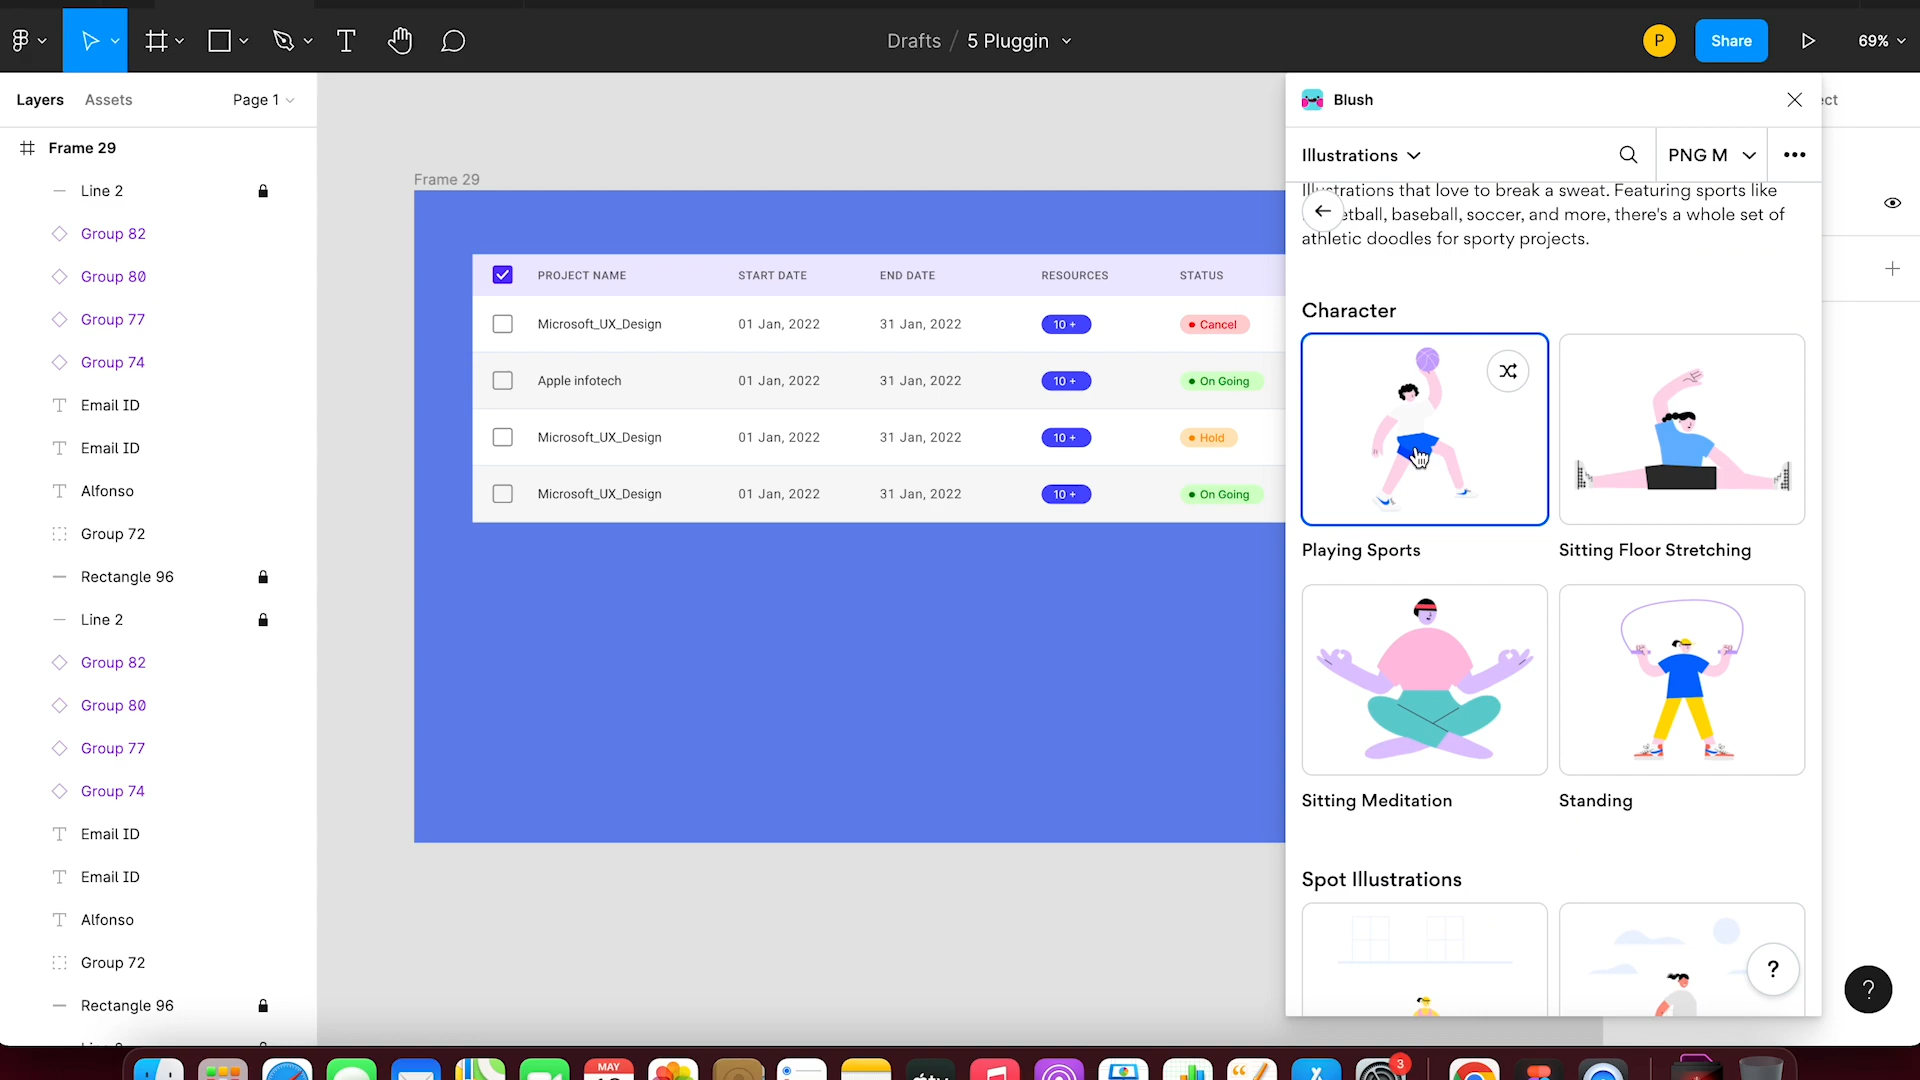 Drafts / 5 Pluggin
P
Share
69%
Layers
Assets
Page 1
Frame 29
Line 2
Group 82
Group 80
Group 77
Group 74
Email ID
Email ID
Alfonso
Group 72
Rectangle 96
Line 2
Group 82
Group 80
Group 77
Group 74
Email ID
Email ID
Alfonso
Group 72
Rectangle 96
Frame 29
PROJECT NAME START DATE END DATE RESOURCES STATUS
Microsoft_UX_Design 01 Jan, 2022 31 Jan, 2022 10 + Cancel
Apple infotech 01 Jan, 2022 31 Jan, 2022 10 + On Going
Microsoft_UX_Design 01 Jan, 2022 31 Jan, 2022 10 + Hold
Microsoft_UX_Design 01 Jan, 2022 31 Jan, 2022 10 + On Going
Blush
Illustrations
PNG M
Illustrations that love to break a sweat. Featuring sports like
etball, baseball, soccer, and more, there's a whole set of
athletic doodles for sporty projects.
Character
Playing Sports
Sitting Floor Stretching
Sitting Meditation
Standing
Spot Illustrations
?
?
ect
MAY
3